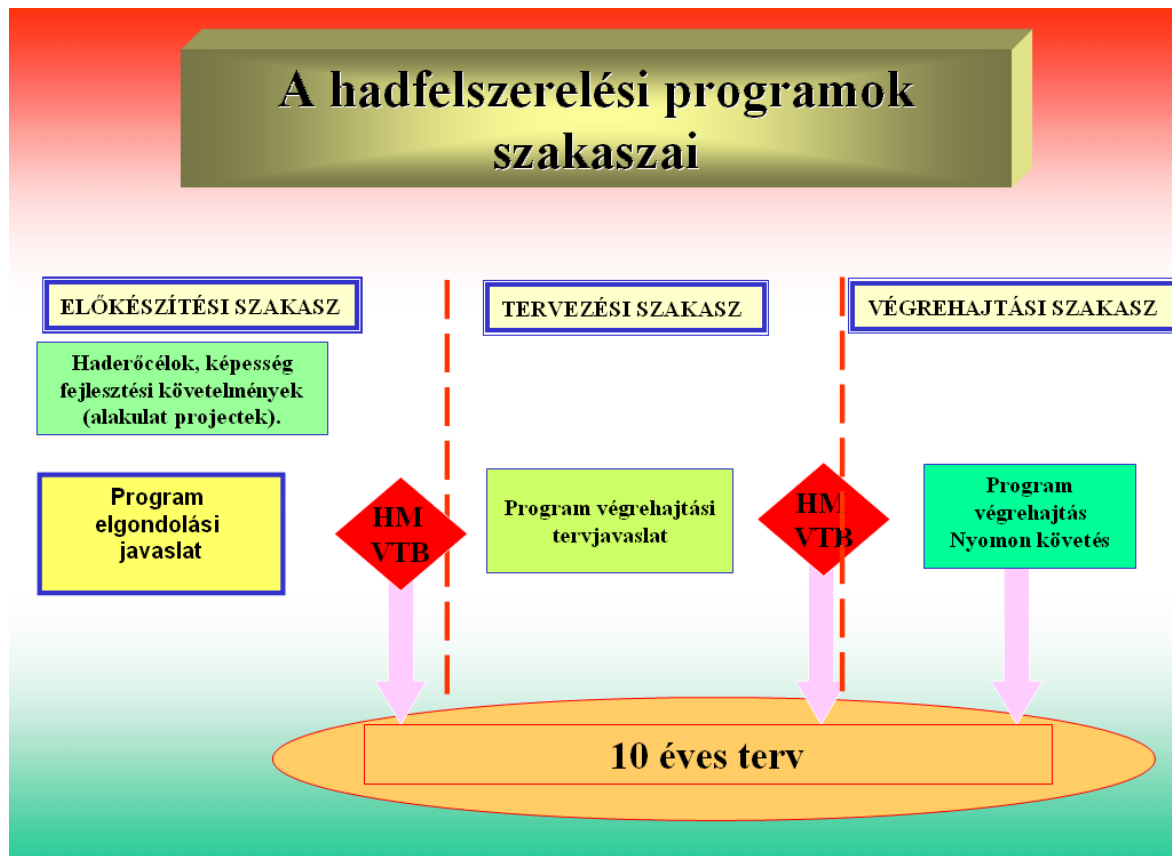 A hadfelszerelési programok
szakaszai
ELŐKÉSZÍTÉSI SZAKASZ
TERVEZÉSI SZAKASZ
VÉGREHAJTÁSI SZAKASZ
Haderőcélok, képesség
fejlesztési követelmények
(alakulat projectek).
Program
elgondolási
javaslat
HM
VTB
Program végrehajtási
tervjavaslat
HM
VTB
Program
végrehajtás
Nyomon követés
10 éves terv